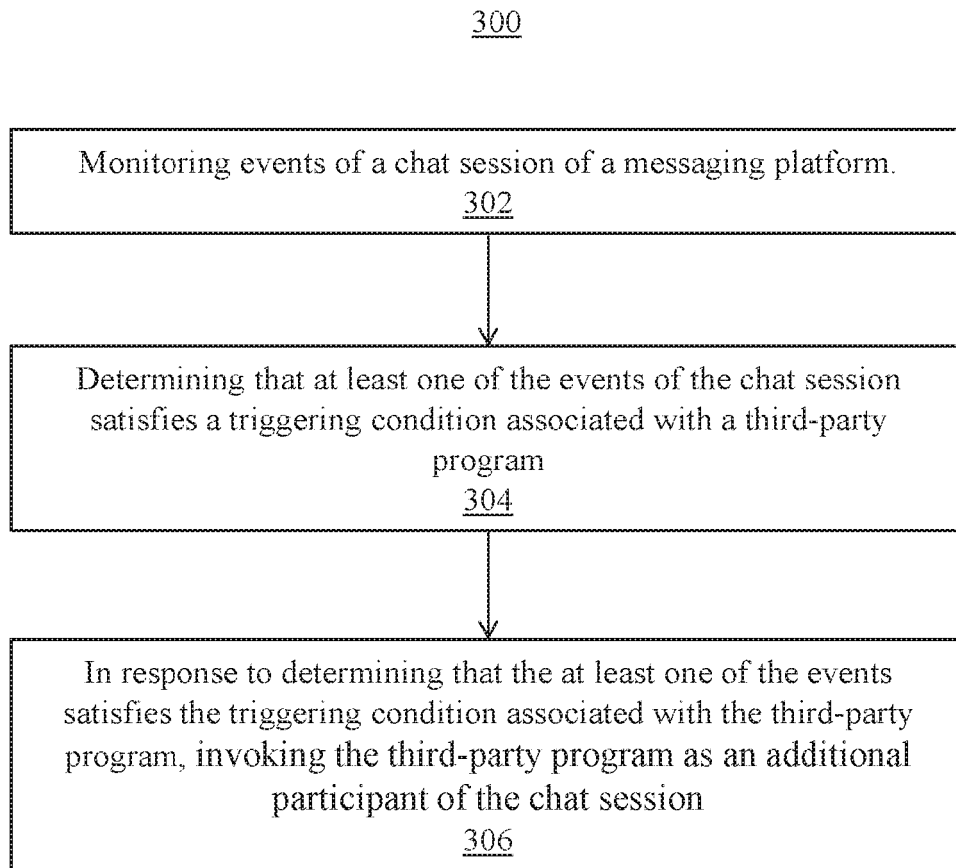 300
Monitoring events of a chat session of a messaging platform.
302
Determining that at least one of the events of the chat session
satisfies a triggering condition associated with a third-party
program
304
In response to determining that the at least one of the events
satisfies the triggering condition associated with the third-party
program, invoking the third-party program as an additional
participant of the chat session
306